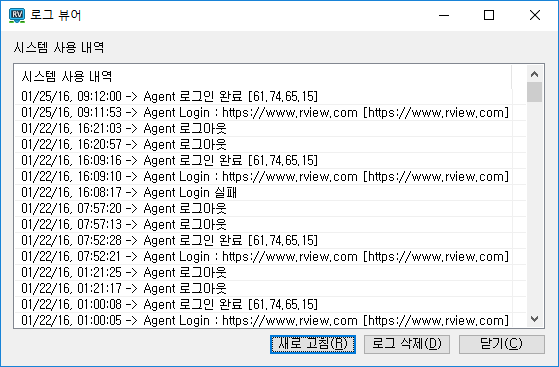 RV 로그 뷰어
시스템 사용 내역
시스템 사용 내역
01/25/16, 09:12:00 -> Agent 로그인 완료 [61.74.65.15]
01/25/16, 09:11:53 -> Agent Login : https://www.rview.com [https://www.rview.com]
01/22/16, 16:21:03 -> Agent 로그아웃
01/22/16, 16:20:57 -> Agent 로그아웃
01/22/16, 16:09:16 -> Agent 로그인 완료 [61.74.65.15]
01/22/16, 16:09:10 -> Agent Login : https://www.rview.com [https://www.rview.com]
01/22/16, 16:08:17 -> Agent Login 실패
01/22/16, 07:57:20 -> Agent 로그아웃
01/22/16, 07:57:13 -> Agent 로그아웃
01/22/16, 07:52:28 -> Agent 로그인 완료 [61.74.65.15]
01/22/16, 07:52:21 -> Agent Login : https://www.rview.com [https://www.rview.com]
01/22/16, 01:21:25 -> Agent 로그아웃
01/22/16, 01:21:17 -> Agent 로그아웃
01/22/16, 01:00:08 -> Agent 로그인 완료 [61.74.65.15]
01/22/16, 01:00:05 -> Agent Login : https://www.rview.com [https://www.rview.com]
새로 고침(R) 로그 삭제(D) 닫기(C)